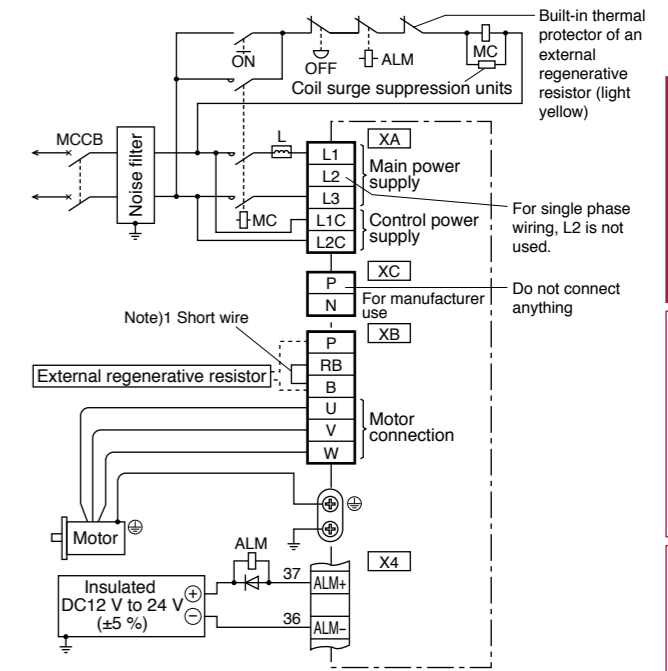 Built-in thermal
protector of an
external
regenerative
resistor (light
yellow)
ON
OFF
ALM
MC
Coil surge suppression units
MCCB
Noise filter
L
XA
L1
L2
L3
L1C
L2C
Main power
supply
Control power
supply
MC
For single phase
wiring, L2 is not
used.
XC
P
N
For manufacturer
use
Do not connect
anything
Note)1 Short wire
XB
P
RB
B
U
V
W
External regenerative resistor
Motor
connection
Motor
ALM
X4
37
ALM+
36
ALM−
Insulated
DC12 V to 24 V
(±5 %)
+
−